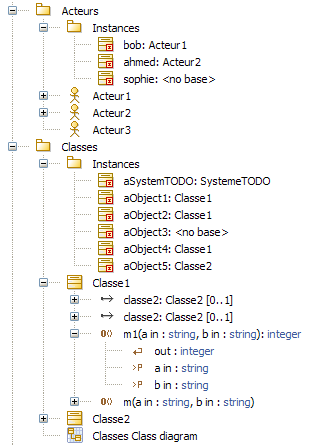 Acteurs
Instances
bob: Acteur1
ahmed: Acteur2
sophie: <no base>
Acteur1
Acteur2
Acteur3
Classes
Instances
aSystemTODO: SystemeTODO
aObject1: Classe1
aObject2: Classe1
aObject3: <no base>
aObject4: Classe1
aObject5: Classe2
Classe1
classe2: Classe2 [0..1]
classe2: Classe2 [0..1]
m1(a in : string, b in : string): integer
out : integer
a in : string
b in : string
m(a in : string, b in : string)
Classe2
Classes Class diagram